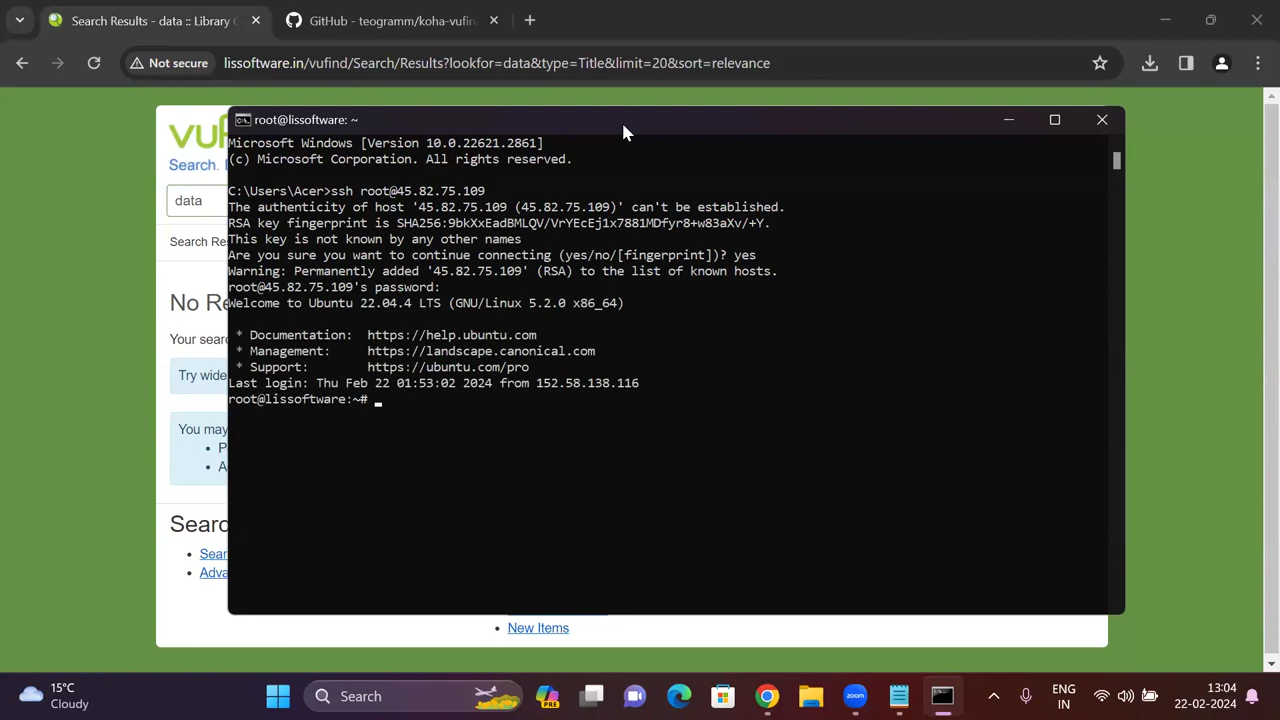 Search Results - data :: Library C
GitHub - teogramm/koha-vufin
Not secure
lissoftware.in/vufind/Search/Results?lookfor=data&type=Title&limit=20&sort=relevance
root@lissoftware: ~
Microsoft Windows [Version 10.0.22621.2861]
(c) Microsoft Corporation. All rights reserved.
C:\Users\Acer>ssh root@45.82.75.109
The authenticity of host '45.82.75.109 (45.82.75.109)' can't be established.
RSA key fingerprint is SHA256:9bkXxEadBMLQV/VrYEcEj1x7881MDfyr8+w83aXv/+Y.
This key is not known by any other names
Are you sure you want to continue connecting (yes/no/[fingerprint])? yes
Warning: Permanently added '45.82.75.109' (RSA) to the list of known hosts.
root@45.82.75.109's password:
Welcome to Ubuntu 22.04.4 LTS (GNU/Linux 5.2.0 x86_64)
* Documentation: https://help.ubuntu.com
* Management: https://landscape.canonical.com
* Support: https://ubuntu.com/pro
Last login: Thu Feb 22 01:53:02 2024 from 152.58.138.116
root@lissoftware:~#
vuf
Search.
data
Search Re
No Re
Your sear
Try wide
You may
P
A
Searc
Sear
Adva
New Items
15°C
Cloudy
Search
PRE
zoom
ENG
IN
13:04
22-02-2024